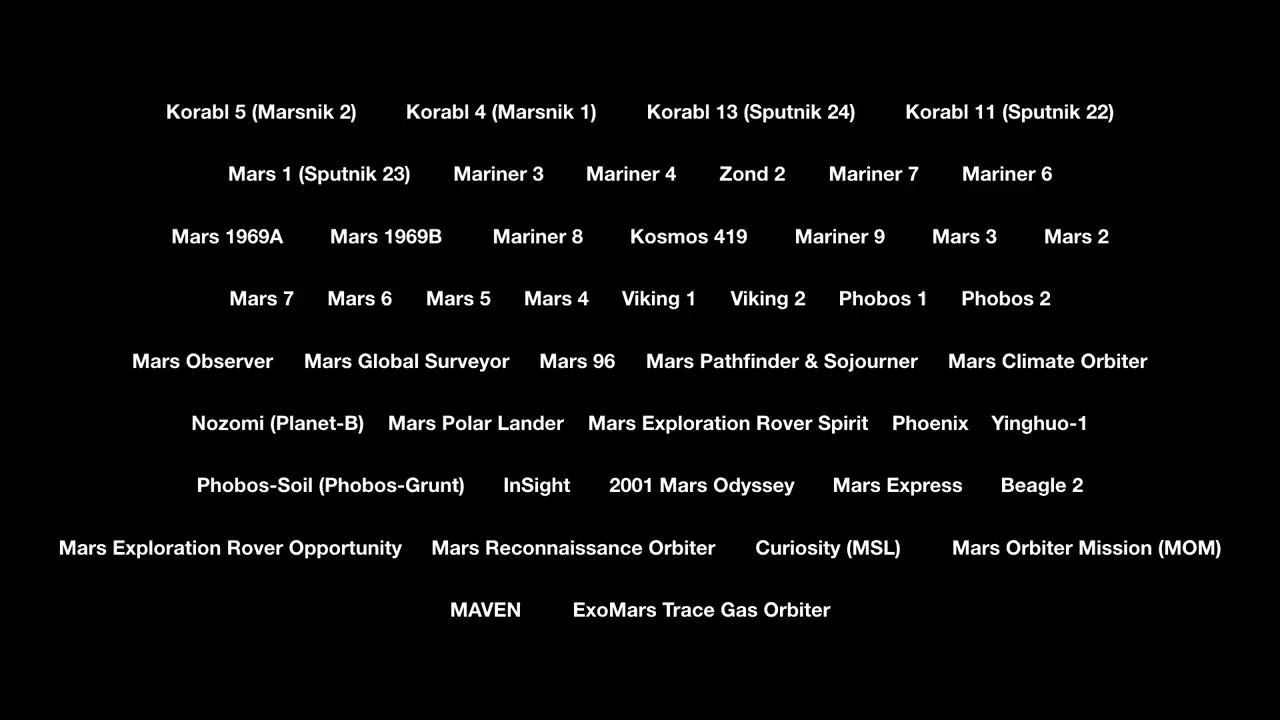 Korabl 5 (Marsnik 2) Korabl 4 (Marsnik 1) Korabl 13 (Sputnik 24) Korabl 11 (Sputnik 22)
Mars 1 (Sputnik 23) Mariner 3 Mariner 4 Zond 2 Mariner 7 Mariner 6
Mars 1969A Mars 1969B Mariner 8 Kosmos 419 Mariner 9 Mars 3 Mars 2
Mars 7 Mars 6 Mars 5 Mars 4 Viking 1 Viking 2 Phobos 1 Phobos 2
Mars Observer Mars Global Surveyor Mars 96 Mars Pathfinder & Sojourner Mars Climate Orbiter
Nozomi (Planet-B) Mars Polar Lander Mars Exploration Rover Spirit Phoenix Yinghuo-1
Phobos-Soil (Phobos-Grunt) InSight 2001 Mars Odyssey Mars Express Beagle 2
Mars Exploration Rover Opportunity Mars Reconnaissance Orbiter Curiosity (MSL) Mars Orbiter Mission (MOM)
MAVEN ExoMars Trace Gas Orbiter